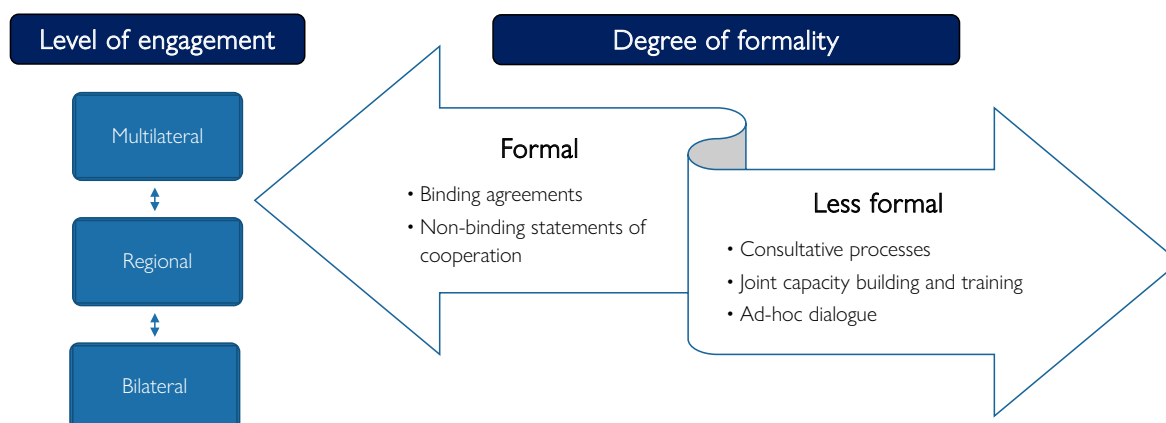 Level of engagement
Degree of formality
Multilateral
Regional
Bilateral
Formal
• Binding agreements
• Non-binding statements of
cooperation
Less formal
• Consultative processes
• Joint capacity building and training
• Ad-hoc dialogue